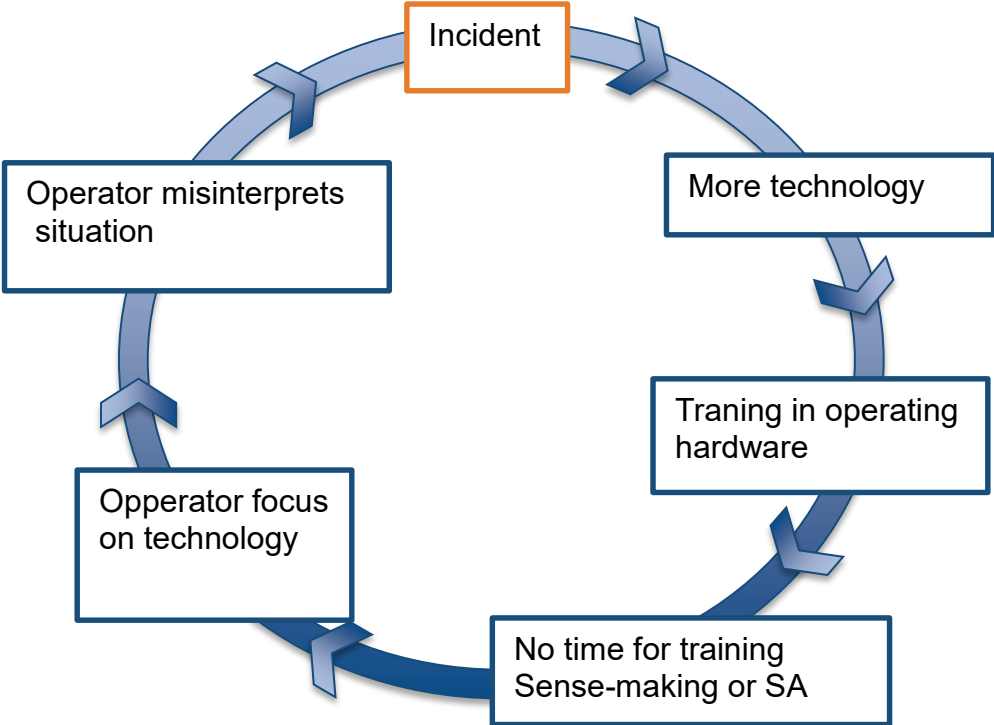 Incident
More technology
Traning in operating
hardware
No time for training
Sense-making or SA
Opperator focus
on technology
Operator misinterprets
situation